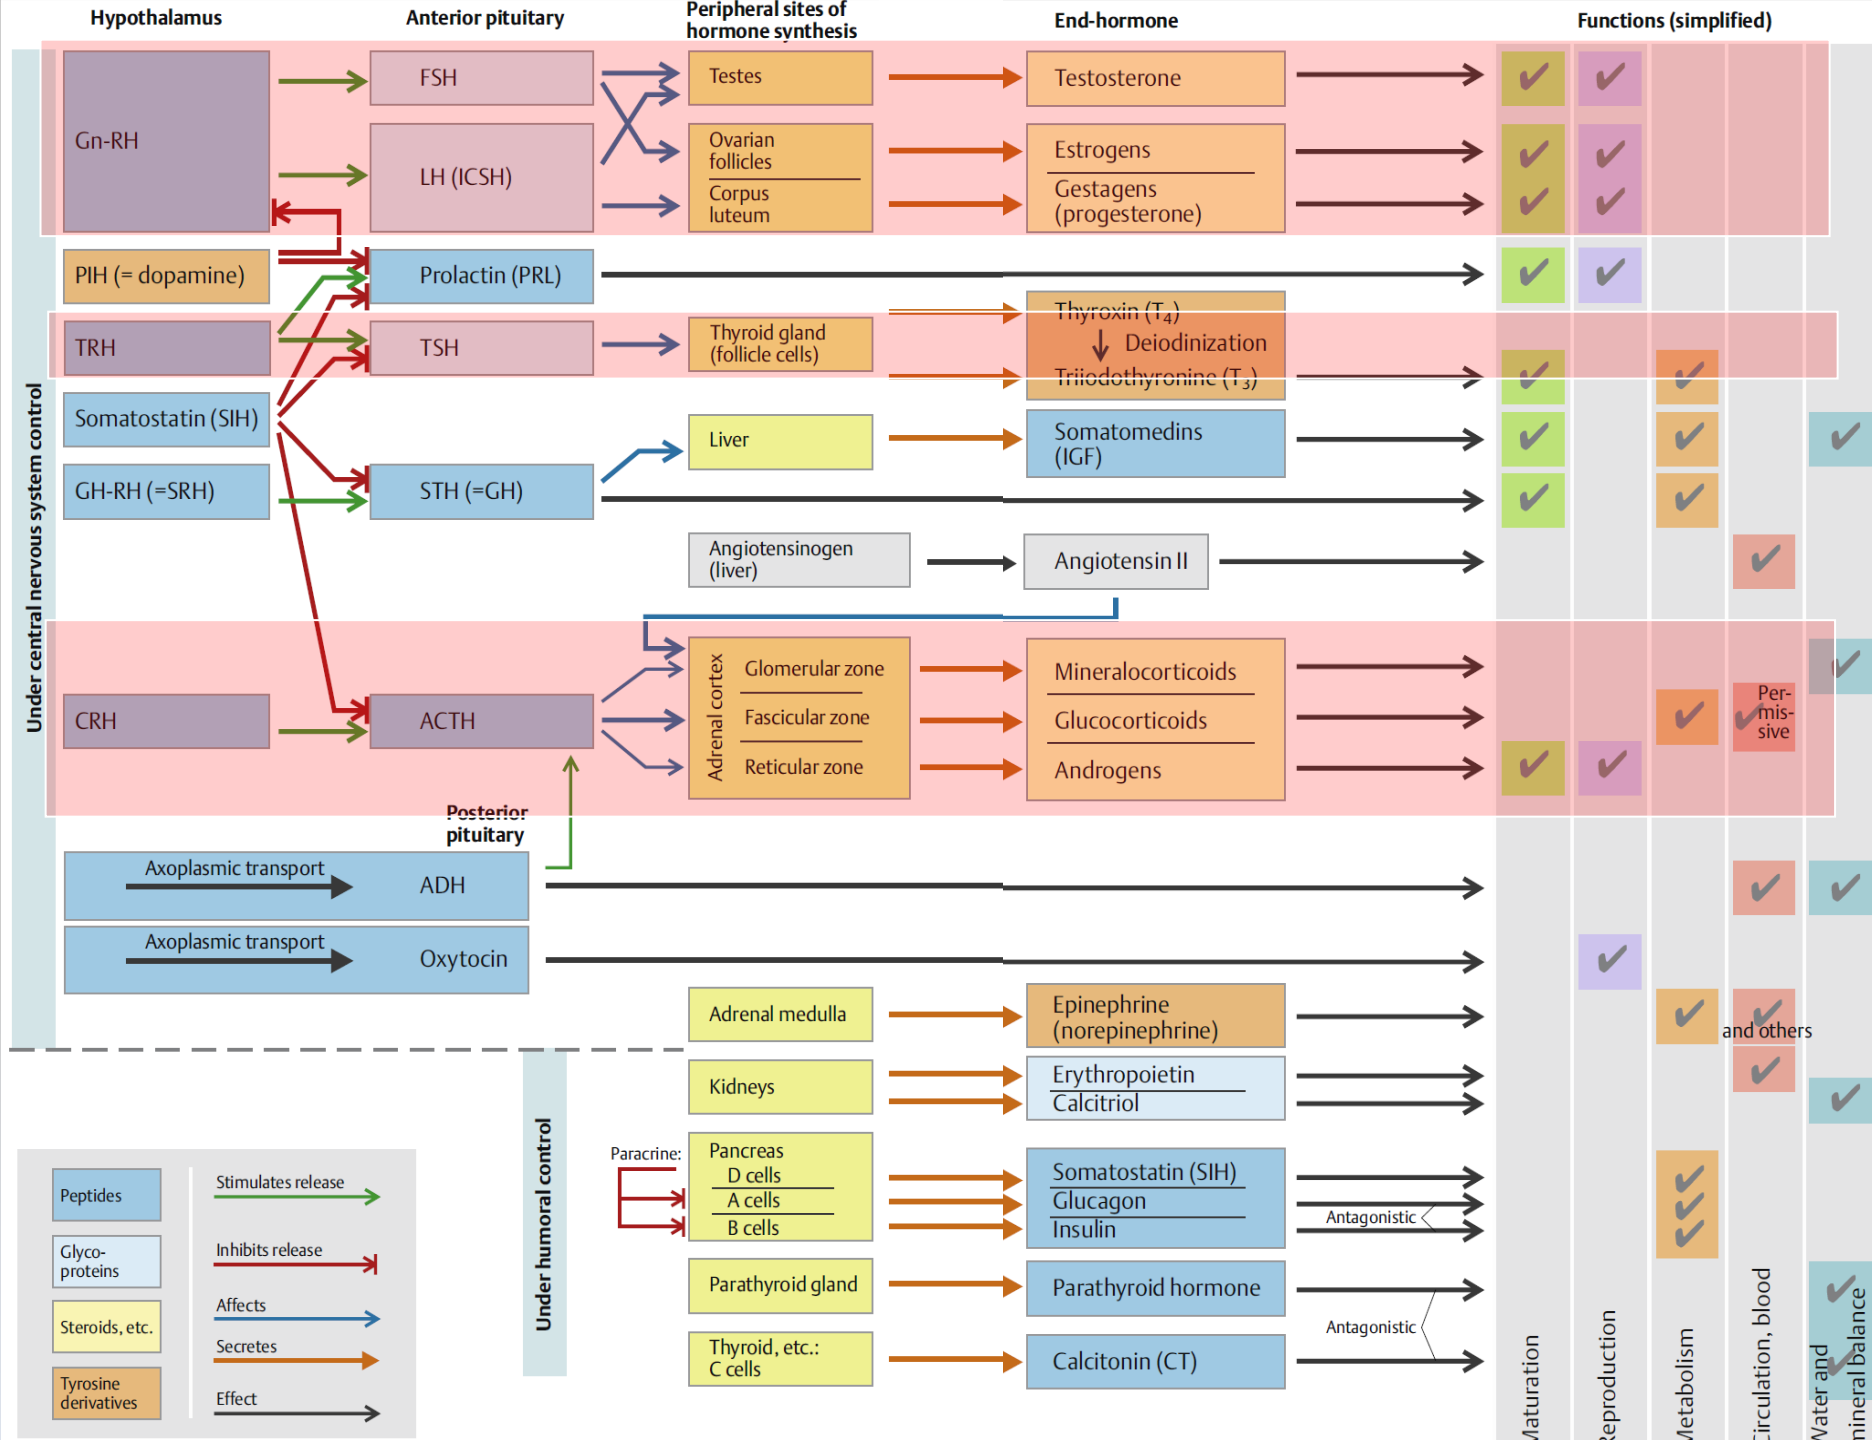 Hypothalamus
Anterior pituitary
Peripheral sites of
hormone synthesis
End-hormone
Functions (simplified)
Under central nervous system control
Gn-RH
FSH
LH (ICSH)
Testes
Ovarian
follicles
Corpus
luteum
Testosterone
Estrogens
Gestagens
(progesterone)
PIH (= dopamine)
Prolactin (PRL)
TRH
TSH
Thyroid gland
(follicle cells)
Thyroxin (T4)
Deiodinization
Triiodothyronine (T3)
Somatostatin (SIH)
Liver
Somatomedins
(IGF)
GH-RH (=SRH)
STH (=GH)
Angiotensinogen
(liver)
Angiotensin II
CRH
ACTH
Adrenal cortex
Glomerular zone
Fascicular zone
Reticular zone
Mineralocorticoids
Glucocorticoids
Androgens
Per-
mis-
sive
Posterior
pituitary
Axoplasmic transport
ADH
Axoplasmic transport
Oxytocin
Adrenal medulla
Epinephrine
(norepinephrine)
and others
Under humoral control
Kidneys
Erythropoietin
Calcitriol
Paracrine:
Pancreas
D cells
A cells
B cells
Somatostatin (SIH)
Glucagon
Insulin
Antagonistic
Parathyroid gland
Parathyroid hormone
Antagonistic
Thyroid, etc.:
C cells
Calcitonin (CT)
Peptides
Glyco-
proteins
Steroids, etc.
Tyrosine
derivatives
Stimulates release
Inhibits release
Affects
Secretes
Effect
Maturation
Reproduction
Metabolism
Circulation, blood
Water and
mineral balance